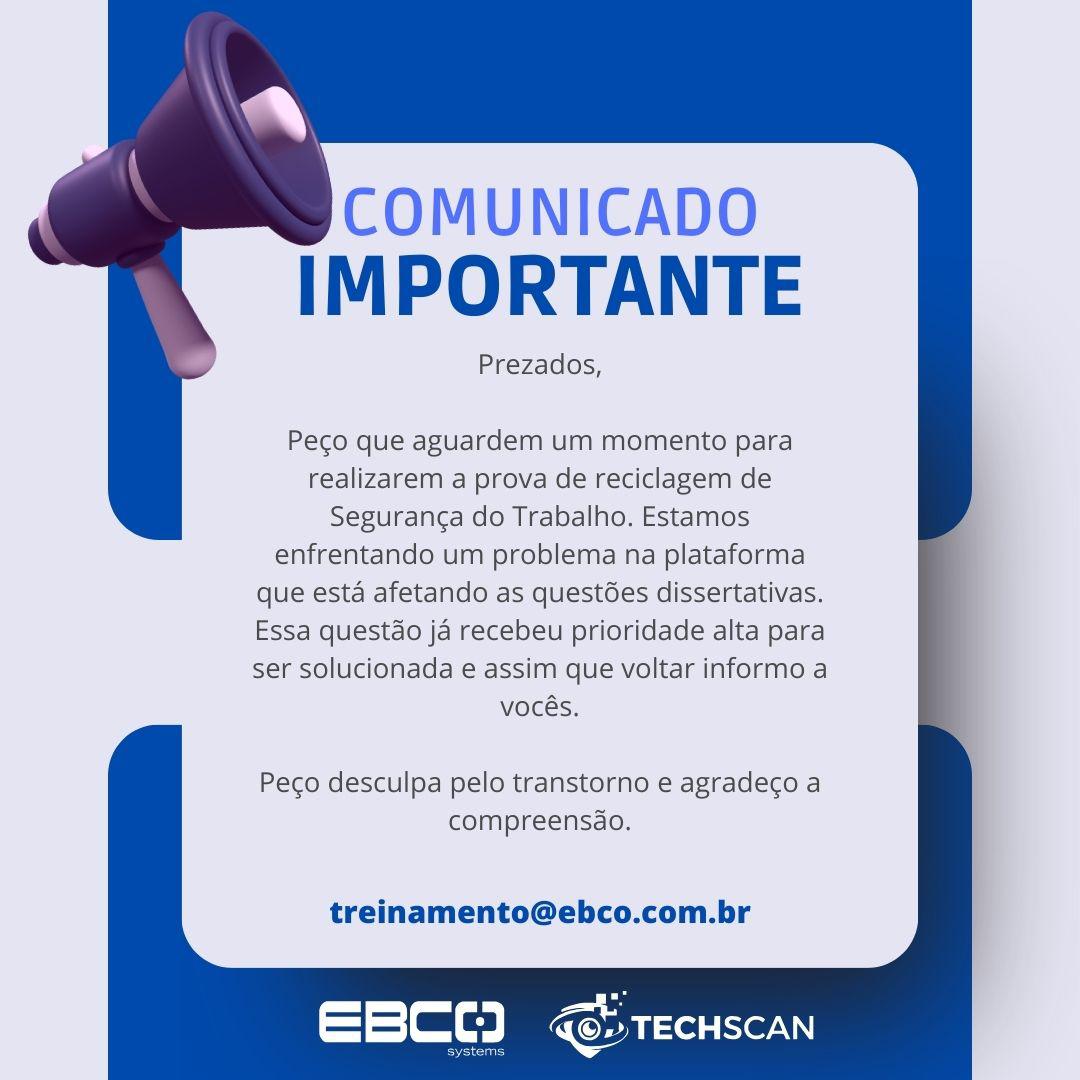 COMUNICADO
IMPORTANTE
Prezados,
Peço que aguardem um momento para
realizarem a prova de reciclagem de
Segurança do Trabalho. Estamos
enfrentando um problema na plataforma
que está afetando as questões dissertativas.
Essa questão já recebeu prioridade alta para
ser solucionada e assim que voltar informo a
vocês.
Peço desculpa pelo transtorno e agradeço a
compreensão.
treinamento@ebco.com.br
EBCO
systems
TECHSCAN